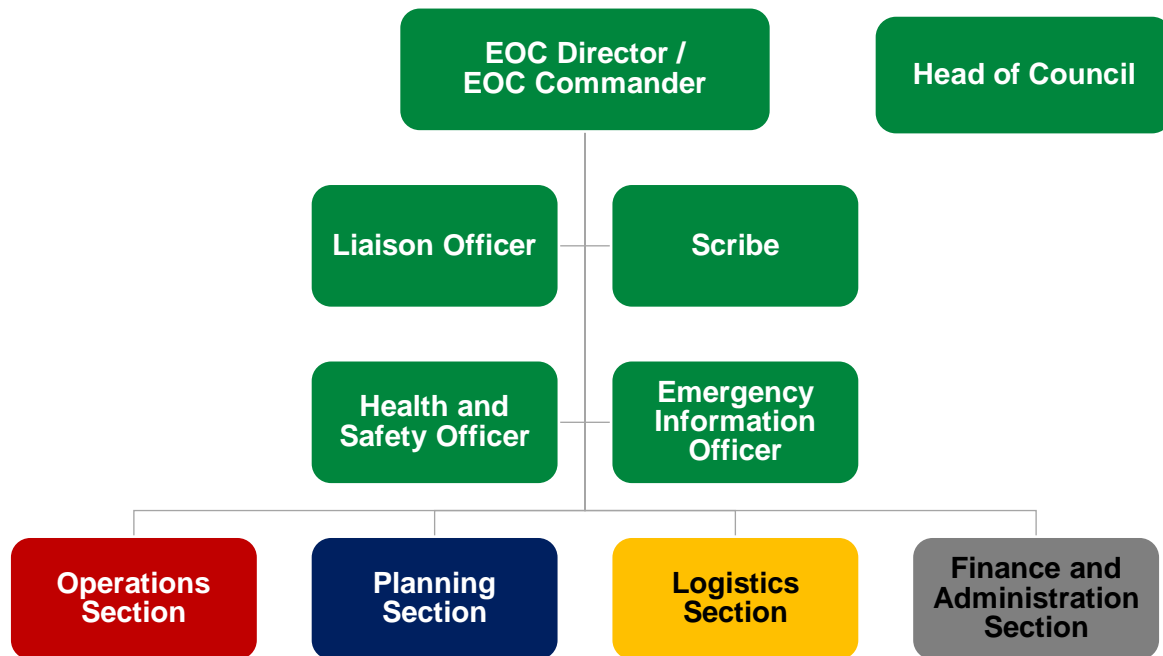 EOC Director /
EOC Commander
Head of Council
Liaison Officer
Scribe
Health and
Safety Officer
Emergency
Information
Officer
Operations
Section
Planning
Section
Logistics
Section
Finance and
Administration
Section